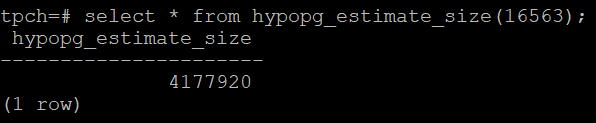 tpch=# select * from hypopg_estimate_size(16563);
 hypopg_estimate_size
----------------------
              4177920
(1 row)